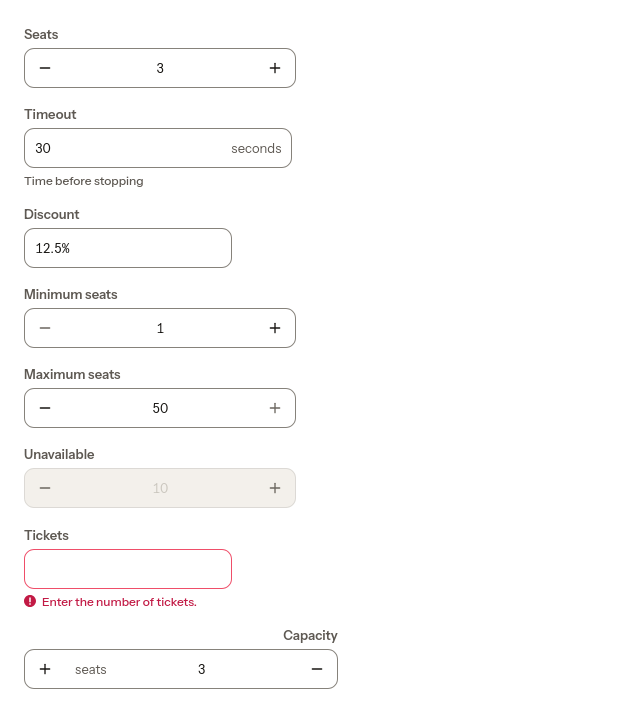 Seats
− 3 +
Timeout
30 seconds
Time before stopping
Discount
12.5%
Minimum seats
− 1 +
Maximum seats
− 50 +
Unavailable
− 10 +
Tickets
Enter the number of tickets.
Capacity
+ seats 3 −